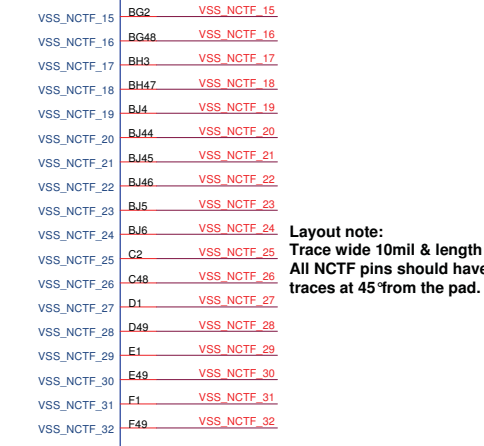 VSS_NCTF_15 BG2 VSS_NCTF_15
VSS_NCTF_16 BG48 VSS_NCTF_16
VSS_NCTF_17 BH3 VSS_NCTF_17
VSS_NCTF_18 BH47 VSS_NCTF_18
VSS_NCTF_19 BJ4 VSS_NCTF_19
VSS_NCTF_20 BJ44 VSS_NCTF_20
VSS_NCTF_21 BJ45 VSS_NCTF_21
VSS_NCTF_22 BJ46 VSS_NCTF_22
VSS_NCTF_23 BJ5 VSS_NCTF_23
VSS_NCTF_24 BJ6 VSS_NCTF_24
VSS_NCTF_25 C2 VSS_NCTF_25
VSS_NCTF_26 C48 VSS_NCTF_26
VSS_NCTF_27 D1 VSS_NCTF_27
VSS_NCTF_28 D49 VSS_NCTF_28
VSS_NCTF_29 E1 VSS_NCTF_29
VSS_NCTF_30 E49 VSS_NCTF_30
VSS_NCTF_31 F1 VSS_NCTF_31
VSS_NCTF_32 F49 VSS_NCTF_32
Layout note:
Trace wide 10mil & length
All NCTF pins should have
traces at 45°from the pad.